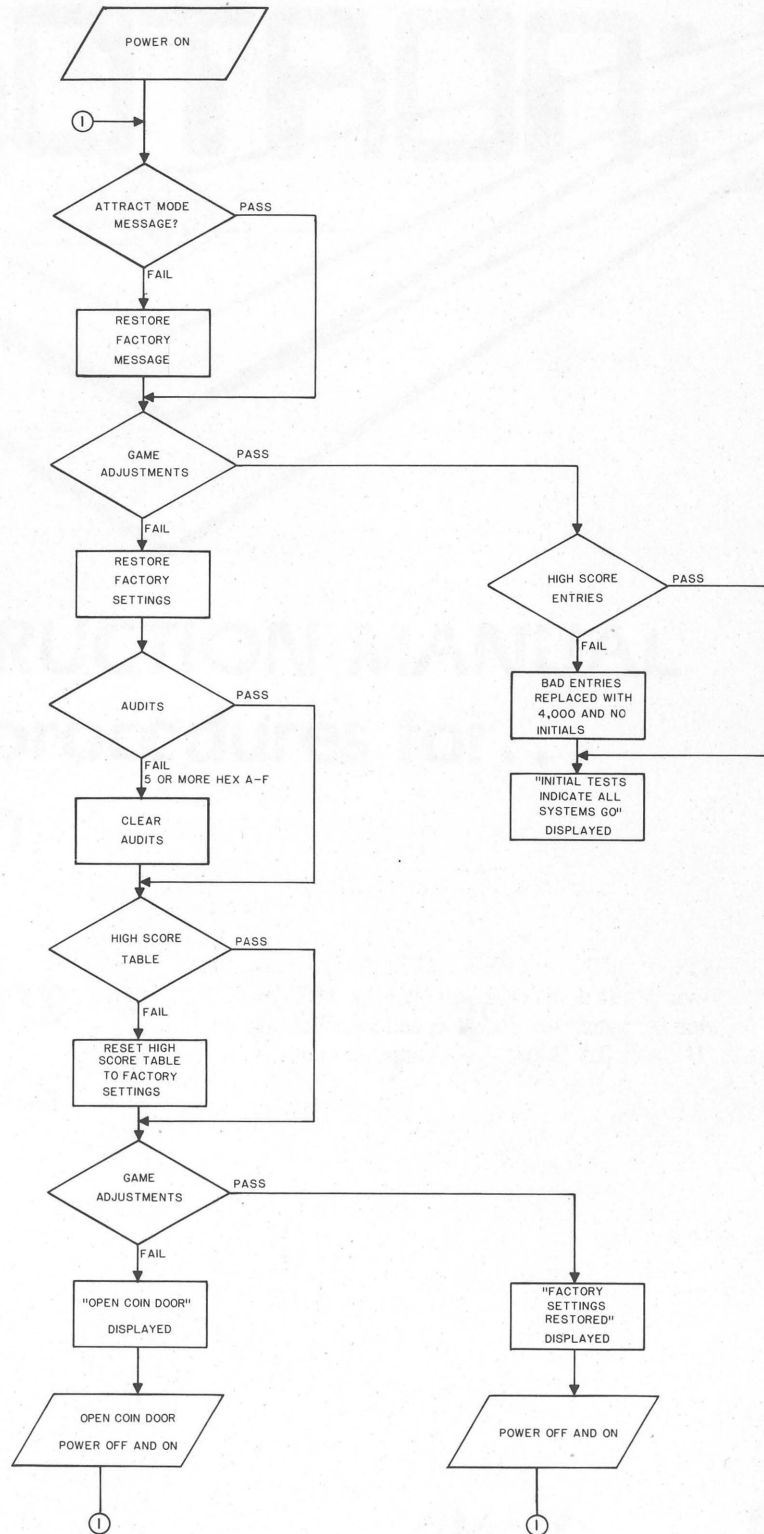 POWER ON
1
ATTRACT MODE
MESSAGE?
PASS
FAIL
RESTORE
FACTORY
MESSAGE
GAME
ADJUSTMENTS
PASS
FAIL
RESTORE
FACTORY
SETTINGS
HIGH SCORE
ENTRIES
PASS
FAIL
BAD ENTRIES
REPLACED WITH
4,000 AND NO
INITIALS
"INITIAL TESTS
INDICATE ALL
SYSTEMS GO"
DISPLAYED
AUDITS
PASS
FAIL
5 OR MORE HEX A-F
CLEAR
AUDITS
HIGH SCORE
TABLE
PASS
FAIL
RESET HIGH
SCORE TABLE
TO FACTORY
SETTINGS
GAME
ADJUSTMENTS
PASS
FAIL
"OPEN COIN DOOR"
DISPLAYED
OPEN COIN DOOR
POWER OFF AND ON
1
"FACTORY
SETTINGS
RESTORED"
DISPLAYED
POWER OFF AND ON
1